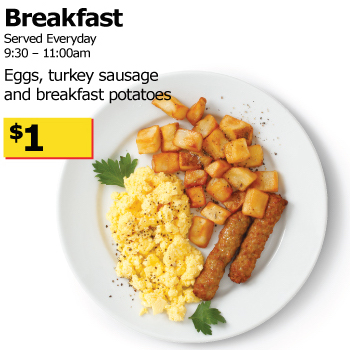 Breakfast
Served Everyday
9:30 – 11:00am
Eggs, turkey sausage
and breakfast potatoes
$1